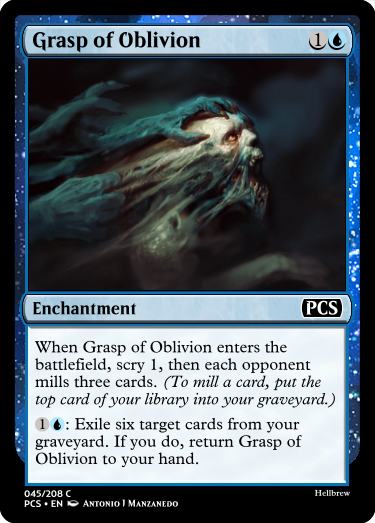 Grasp of Oblivion 1
Enchantment PCS
When Grasp of Oblivion enters the
battlefield, scry 1, then each opponent
mills three cards. (To mill a card, put the
top card of your library into your graveyard.)
1 : Exile six target cards from your
graveyard. If you do, return Grasp of
Oblivion to your hand.
045/208 C
PCS • EN Antonio J Manzanedo
Hellbrew